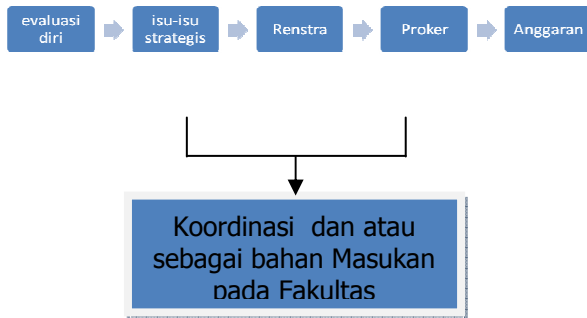 evaluasi
diri
isu-isu
strategis
Renstra
Proker
Anggaran
Koordinasi dan atau
sebagai bahan Masukan
pada Fakultas